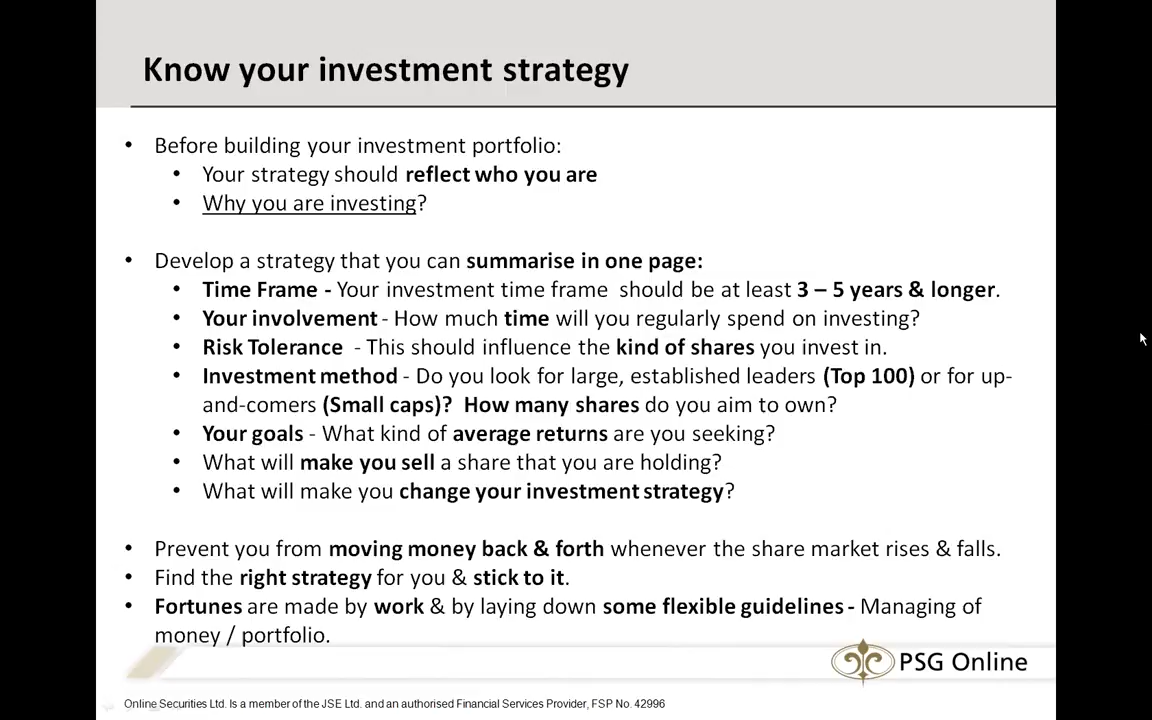 Know your investment strategy
• Before building your investment portfolio:
• Your strategy should reflect who you are
• Why you are investing?
• Develop a strategy that you can summarise in one page:
• Time Frame - Your investment time frame should be at least 3 – 5 years & longer.
• Your involvement - How much time will you regularly spend on investing?
• Risk Tolerance - This should influence the kind of shares you invest in.
• Investment method - Do you look for large, established leaders (Top 100) or for up-
and-comers (Small caps)? How many shares do you aim to own?
• Your goals - What kind of average returns are you seeking?
• What will make you sell a share that you are holding?
• What will make you change your investment strategy?
• Prevent you from moving money back & forth whenever the share market rises & falls.
• Find the right strategy for you & stick to it.
• Fortunes are made by work & by laying down some flexible guidelines - Managing of
money / portfolio.
PSG Online
Online Securities Ltd. Is a member of the JSE Ltd. and an authorised Financial Services Provider, FSP No. 42996